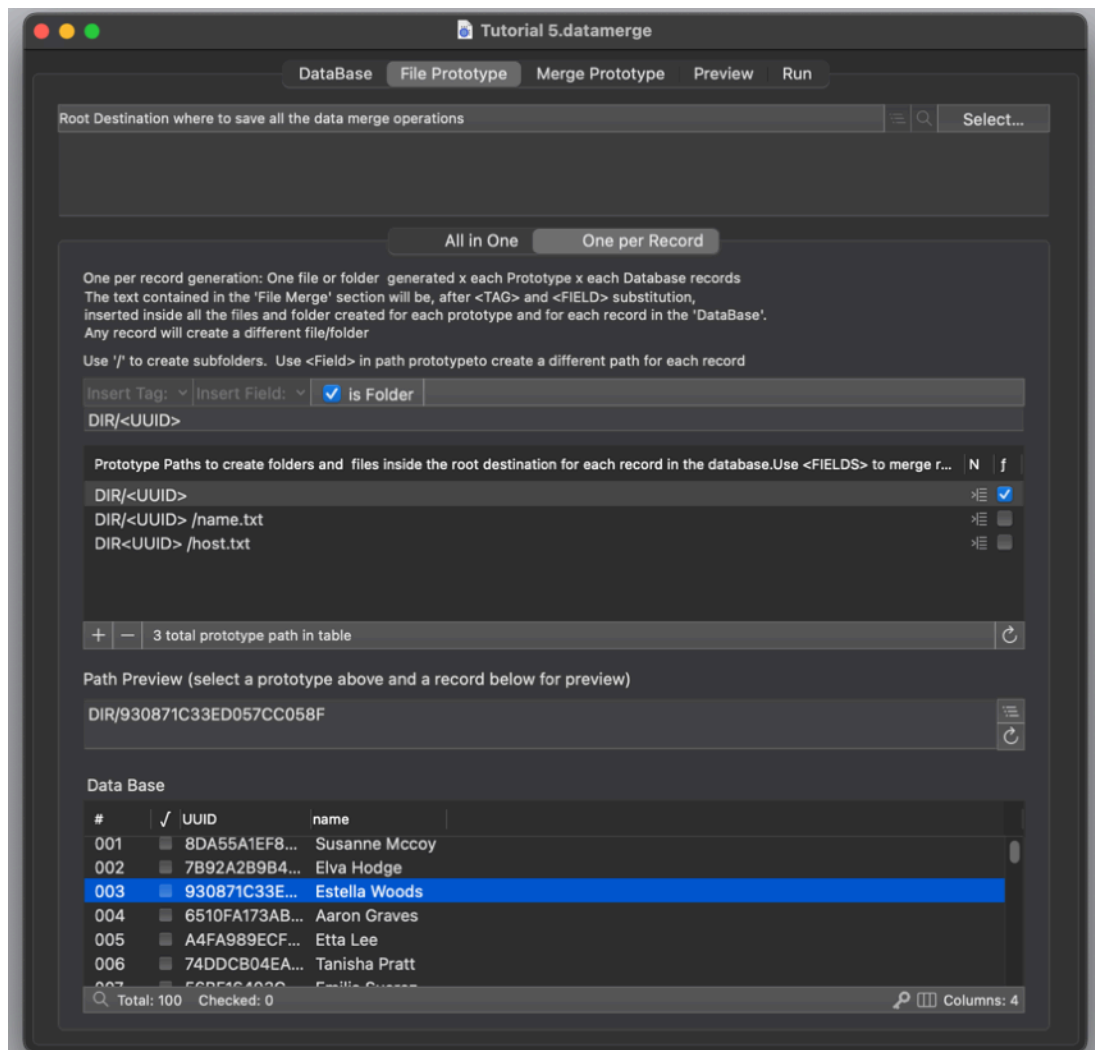 Tutorial 5.datamerge
DataBase File Prototype Merge Prototype Preview Run
Root Destination where to save all the data merge operations Select...
All in One One per Record
One per record generation: One file or folder generated x each Prototype x each Database records
The text contained in the 'File Merge' section will be, after <TAG> and <FIELD> substitution,
inserted inside all the files and folder created for each prototype and for each record in the 'DataBase'.
Any record will create a different file/folder
Use '/' to create subfolders. Use <Field> in path prototypeto create a different path for each record
Insert Tag: Insert Field: is Folder
DIR/<UUID>
Prototype Paths to create folders and files inside the root destination for each record in the database.Use <FIELDS> to merge r... N f
DIR/<UUID>
DIR/<UUID> /name.txt
DIR<UUID> /host.txt
+ − 3 total prototype path in table
Path Preview (select a prototype above and a record below for preview)
DIR/930871C33ED057CC058F
Data Base
# √ UUID name
001 8DA55A1EF8... Susanne Mccoy
002 7B92A2B9B4... Elva Hodge
003 930871C33E... Estella Woods
004 6510FA173AB... Aaron Graves
005 A4FA989ECF... Etta Lee
006 74DDCB04EA... Tanisha Pratt
Total: 100 Checked: 0 Columns: 4